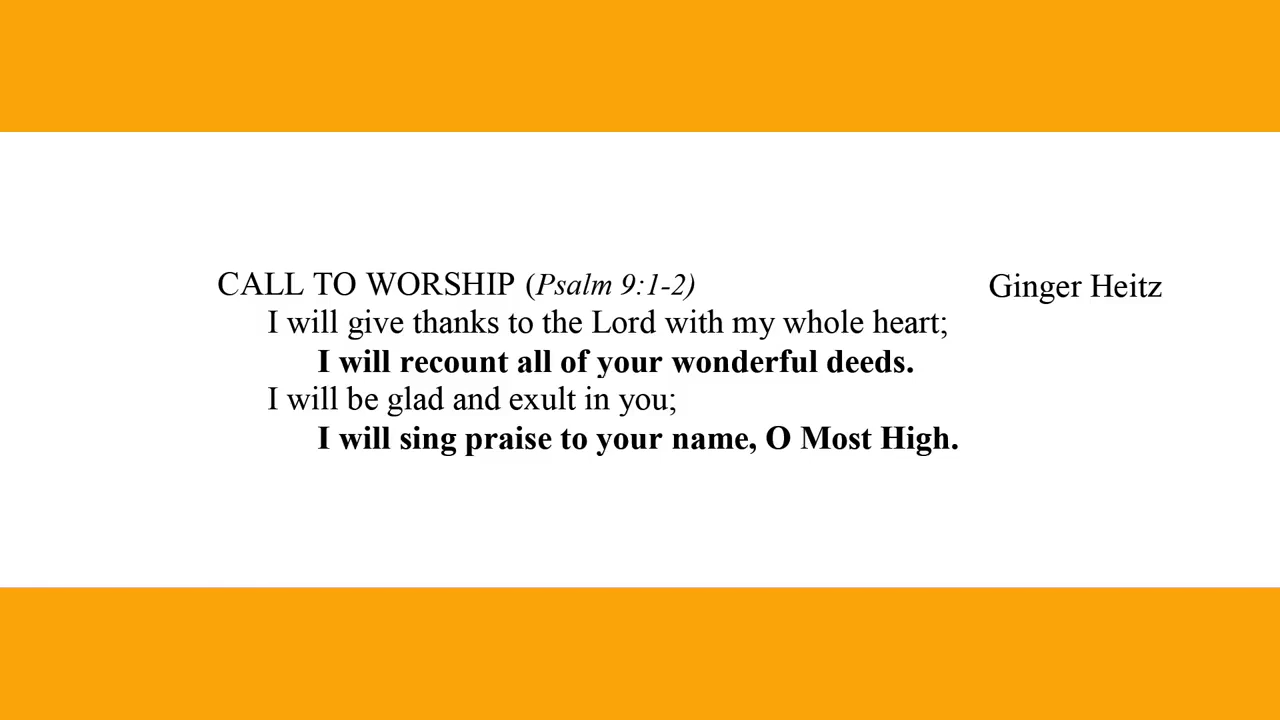 CALL TO WORSHIP (Psalm 9:1-2) Ginger Heitz
I will give thanks to the Lord with my whole heart;
I will recount all of your wonderful deeds.
I will be glad and exult in you;
I will sing praise to your name, O Most High.